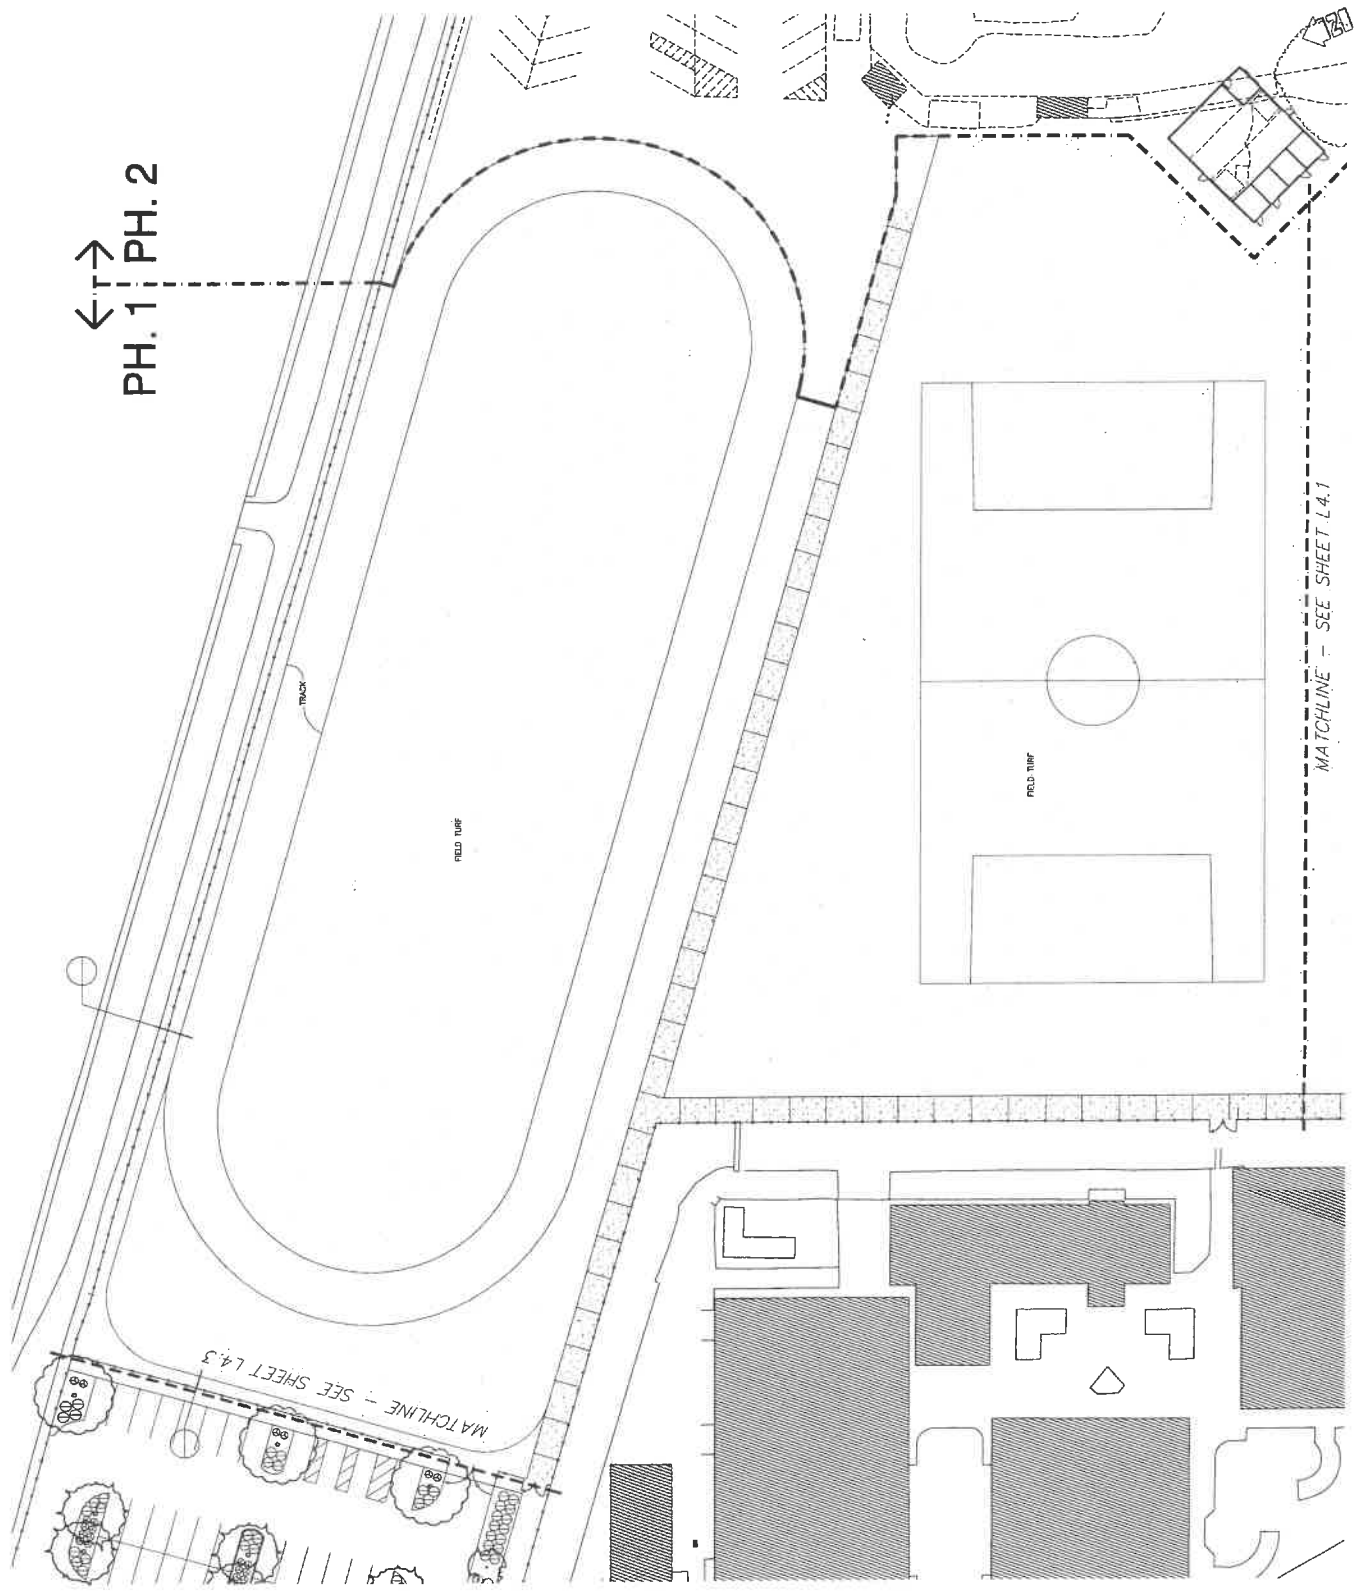 PH. 1 PH. 2
TRACK
FIELD TURF
FIELD TURF
MATCHLINE – SEE SHEET L4.1
MATCHLINE – SEE SHEET L4.3